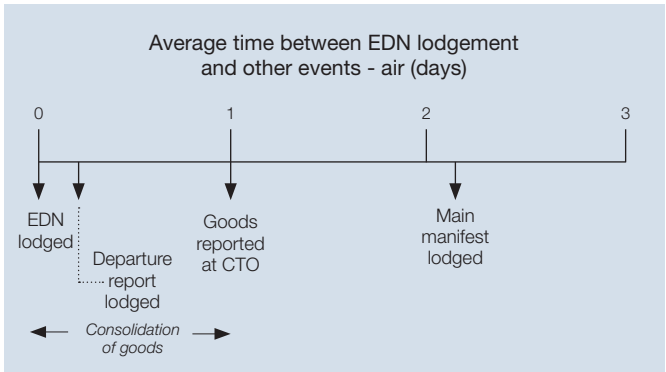 Average time between EDN lodgement
and other events - air (days)
0
1
2
3
EDN
lodged
Departure
report
lodged
Goods
reported
at CTO
Main
manifest
lodged
Consolidation
of goods